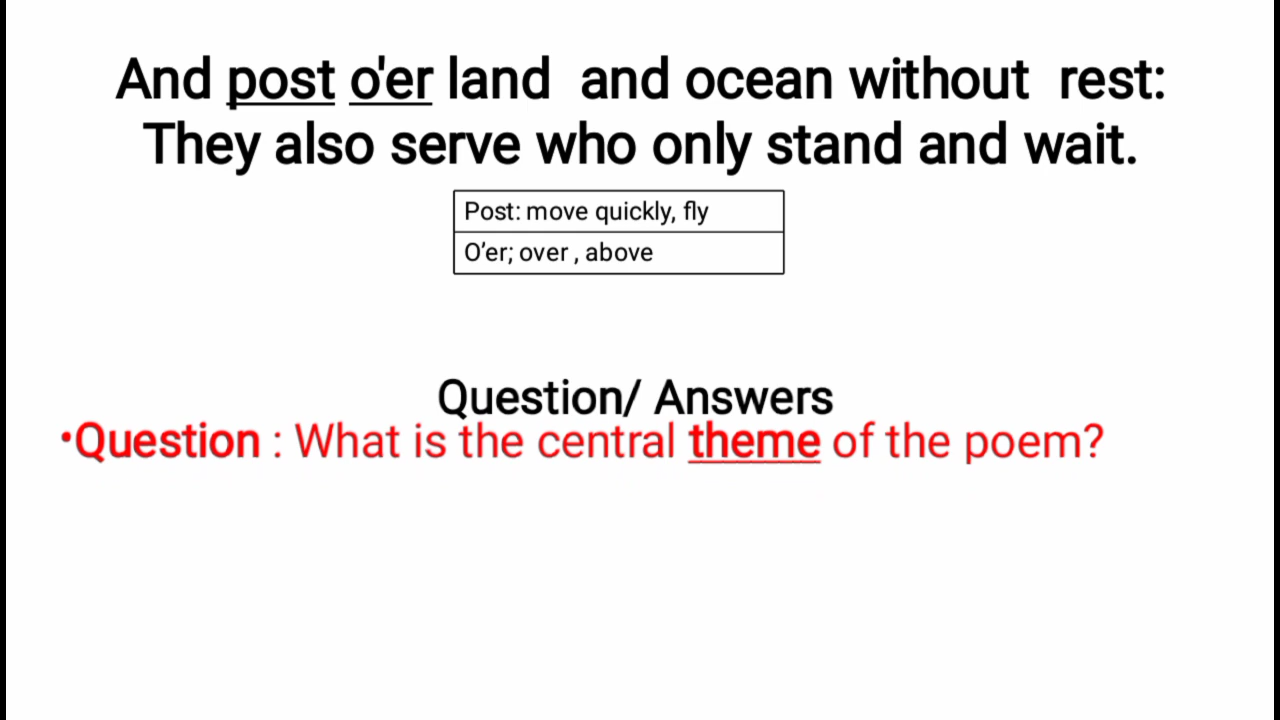 And post o'er land and ocean without rest:
They also serve who only stand and wait.
Post: move quickly, fly
O’er; over , above
Question/ Answers
•Question : What is the central theme of the poem?